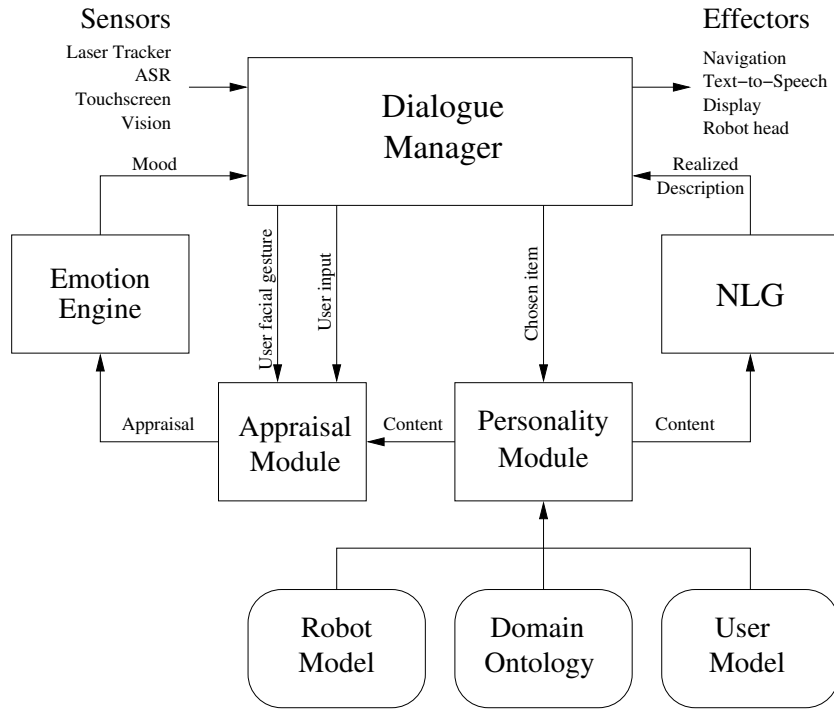 Sensors
Laser Tracker
ASR
Touchscreen
Vision
Effectors
Navigation
Text−to−Speech
Display
Robot head
Dialogue
Manager
Mood
Realized
Description
Emotion
Engine
User facial gesture
User input
Chosen item
NLG
Appraisal
Appraisal
Module
Content
Personality
Module
Content
Robot
Model
Domain
Ontology
User
Model